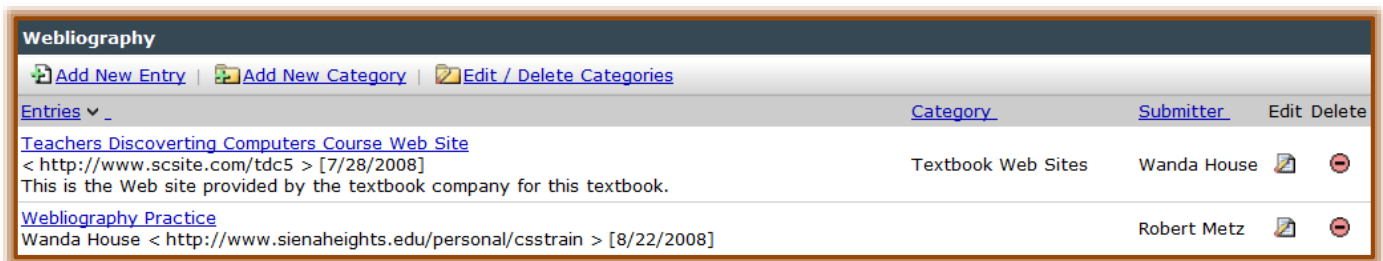 Webliography
Add New Entry | Add New Category | Edit / Delete Categories
Entries Category Submitter Edit Delete
Teachers Discoverting Computers Course Web Site
< http://www.scsite.com/tdc5 > [7/28/2008] Textbook Web Sites Wanda House
This is the Web site provided by the textbook company for this textbook.
Webliography Practice
Wanda House < http://www.sienaheights.edu/personal/csstrain > [8/22/2008] Robert Metz